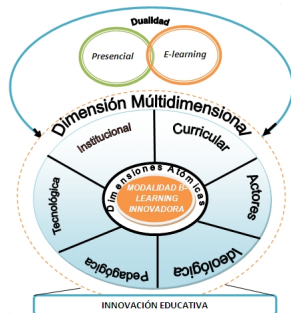 Dualidad
Presencial
E-learning
Dimensión Múltidimensional
Institucional
Curricular
Tecnológica
Actores
Pedagógica
Ideológica
Dimensiones Atómicas
MODALIDAD B-
LEARNING
INNOVADORA
INNOVACIÓN EDUCATIVA